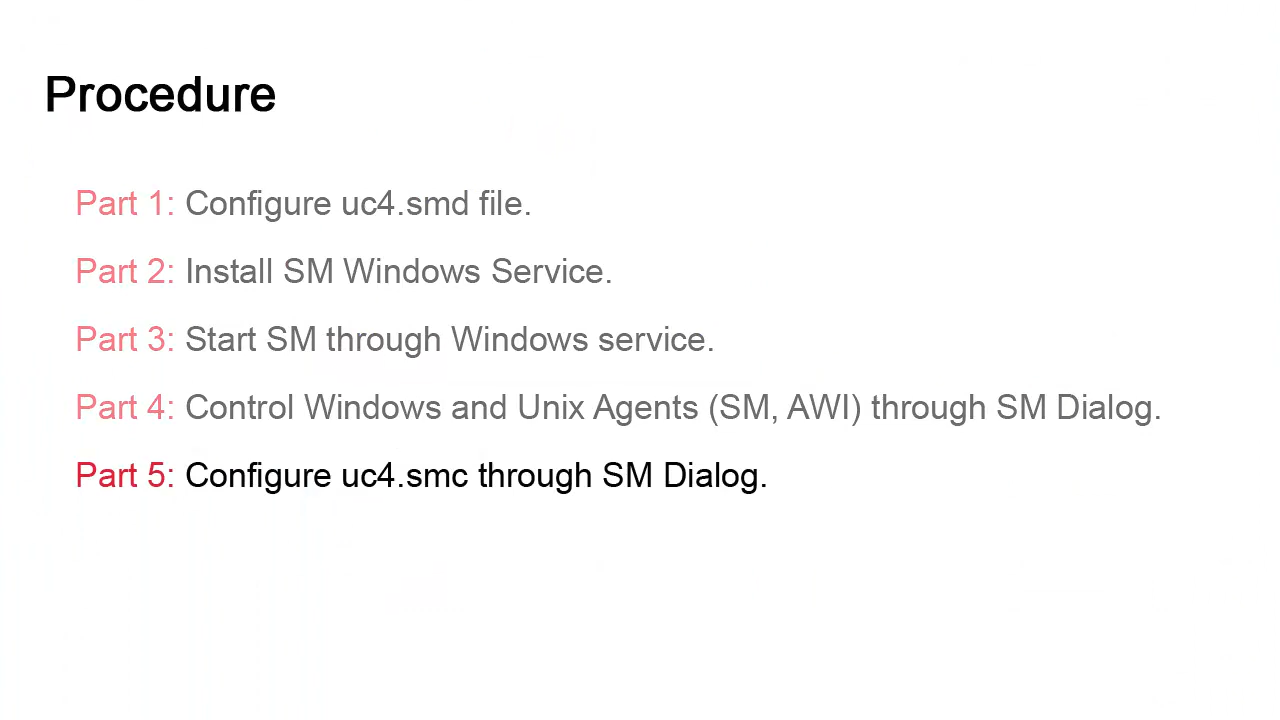 Procedure
Part 1: Configure uc4.smd file.
Part 2: Install SM Windows Service.
Part 3: Start SM through Windows service.
Part 4: Control Windows and Unix Agents (SM, AWI) through SM Dialog.
Part 5: Configure uc4.smc through SM Dialog.